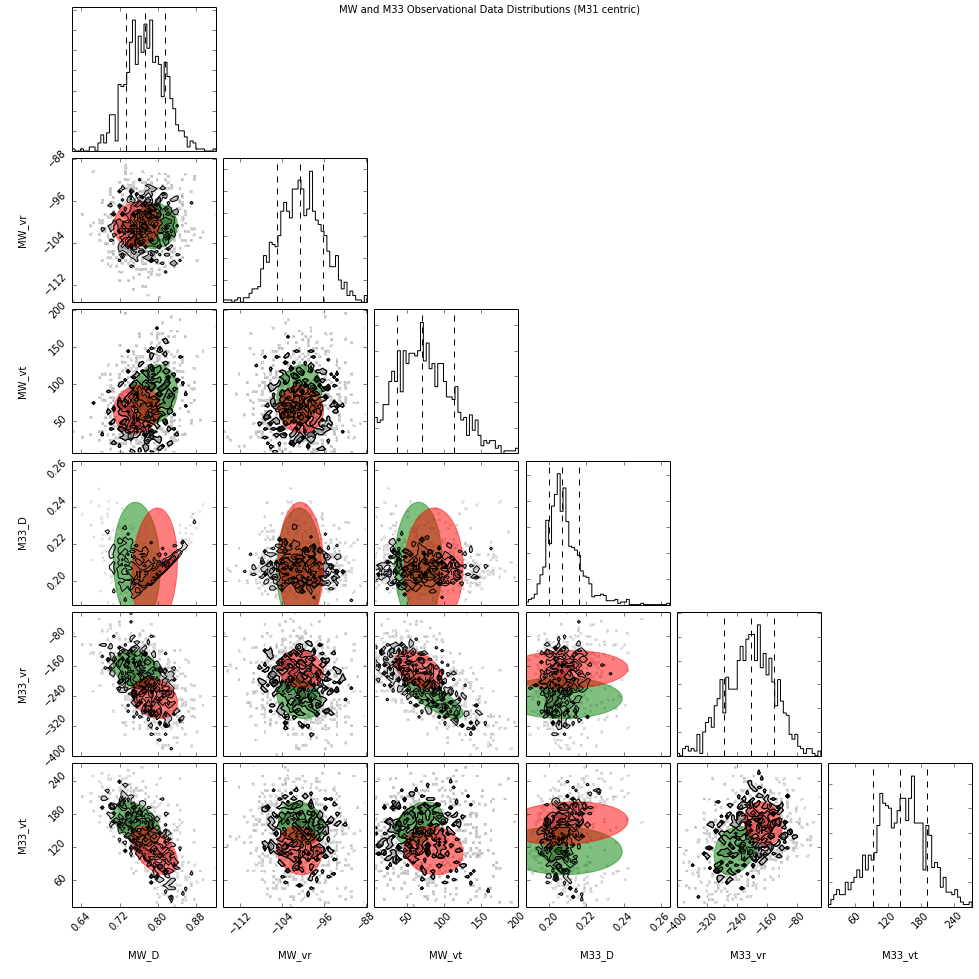 MW and M33 Observational Data Distributions (M31 centric)
−88
−96
−104
−112
MW_vr
200
150
100
50
MW_vt
0.26
0.24
0.22
0.20
M33_D
−80
−160
−240
−320
−400
M33_vr
240
180
120
60
M33_vt
0.64 0.72 0.80 0.88
−112 −104 −96 −88
50 100 150 200
0.20 0.22 0.24 0.26
−400 −320 −240 −160 −80
60 120 180 240
MW_D MW_vr MW_vt M33_D M33_vr M33_vt